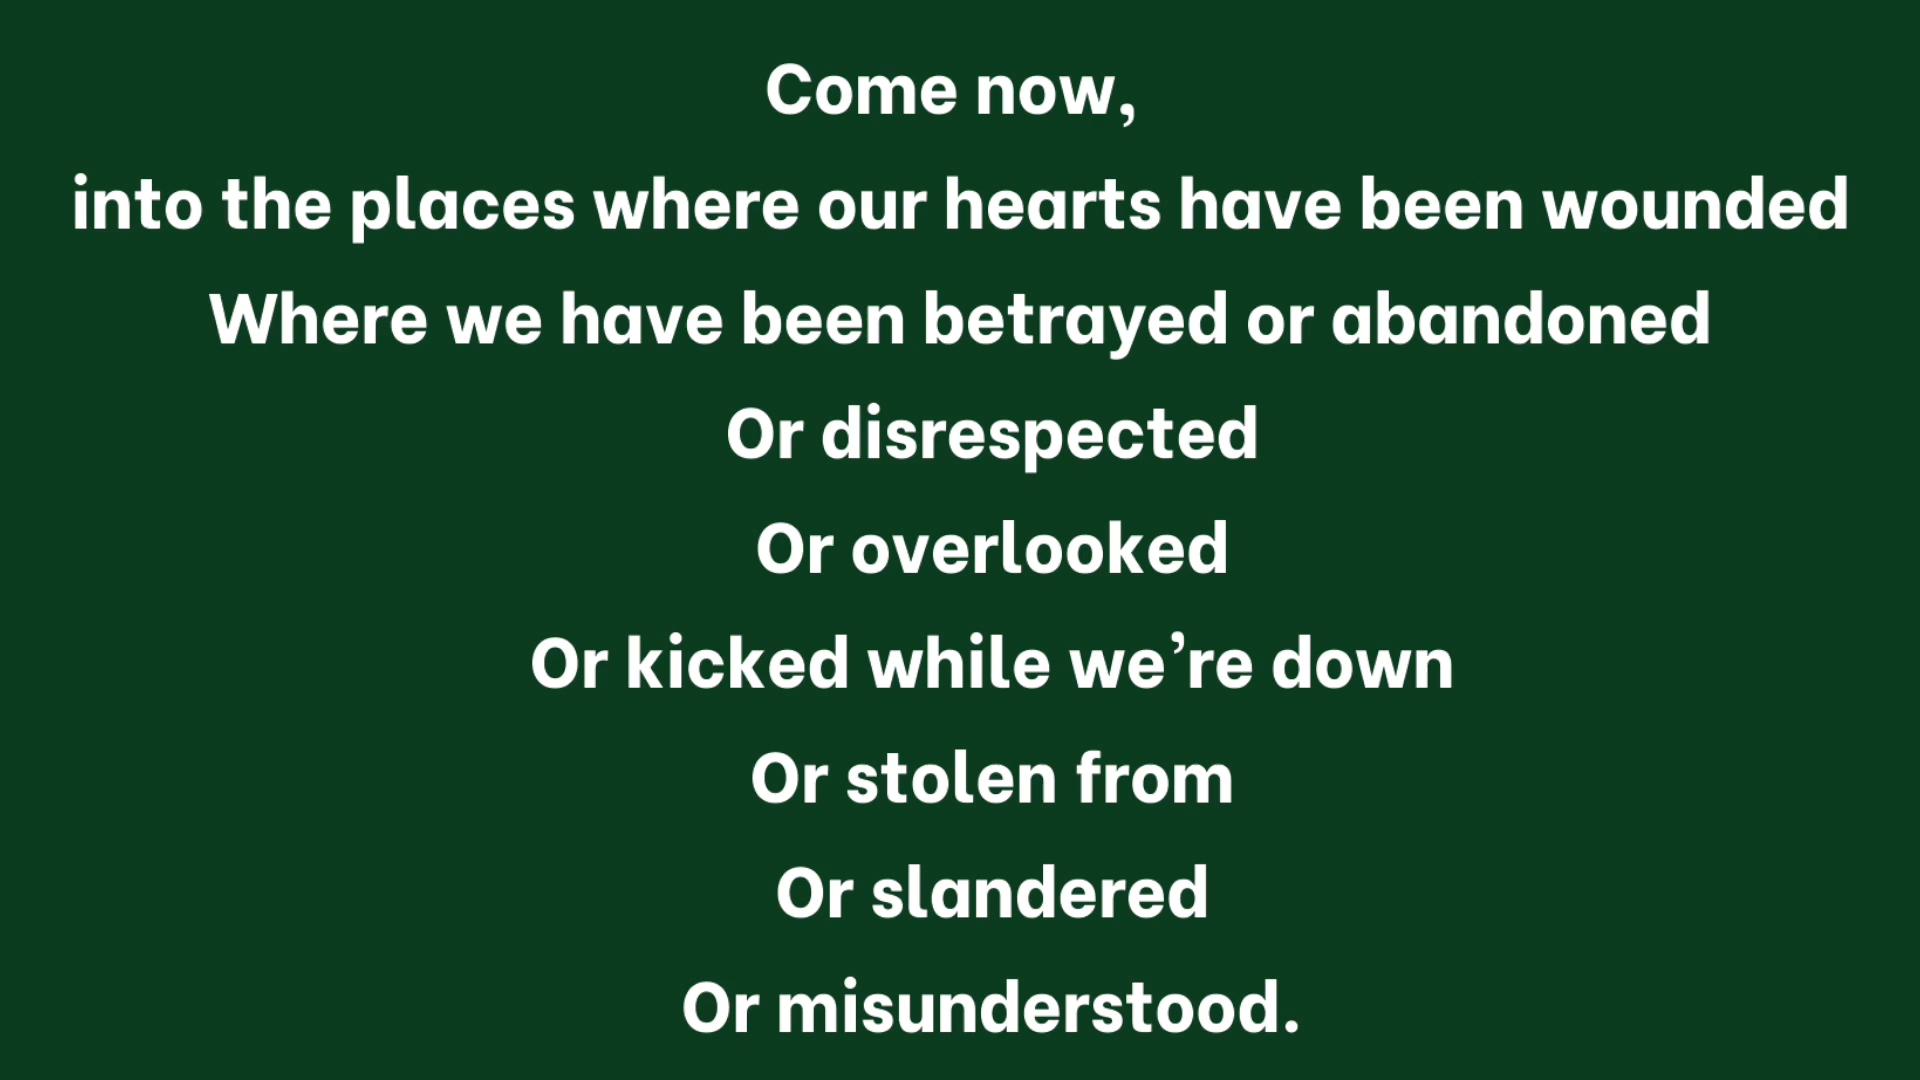 Come now,
into the places where our hearts have been wounded
Where we have been betrayed or abandoned
Or disrespected
Or overlooked
Or kicked while we’re down
Or stolen from
Or slandered
Or misunderstood.